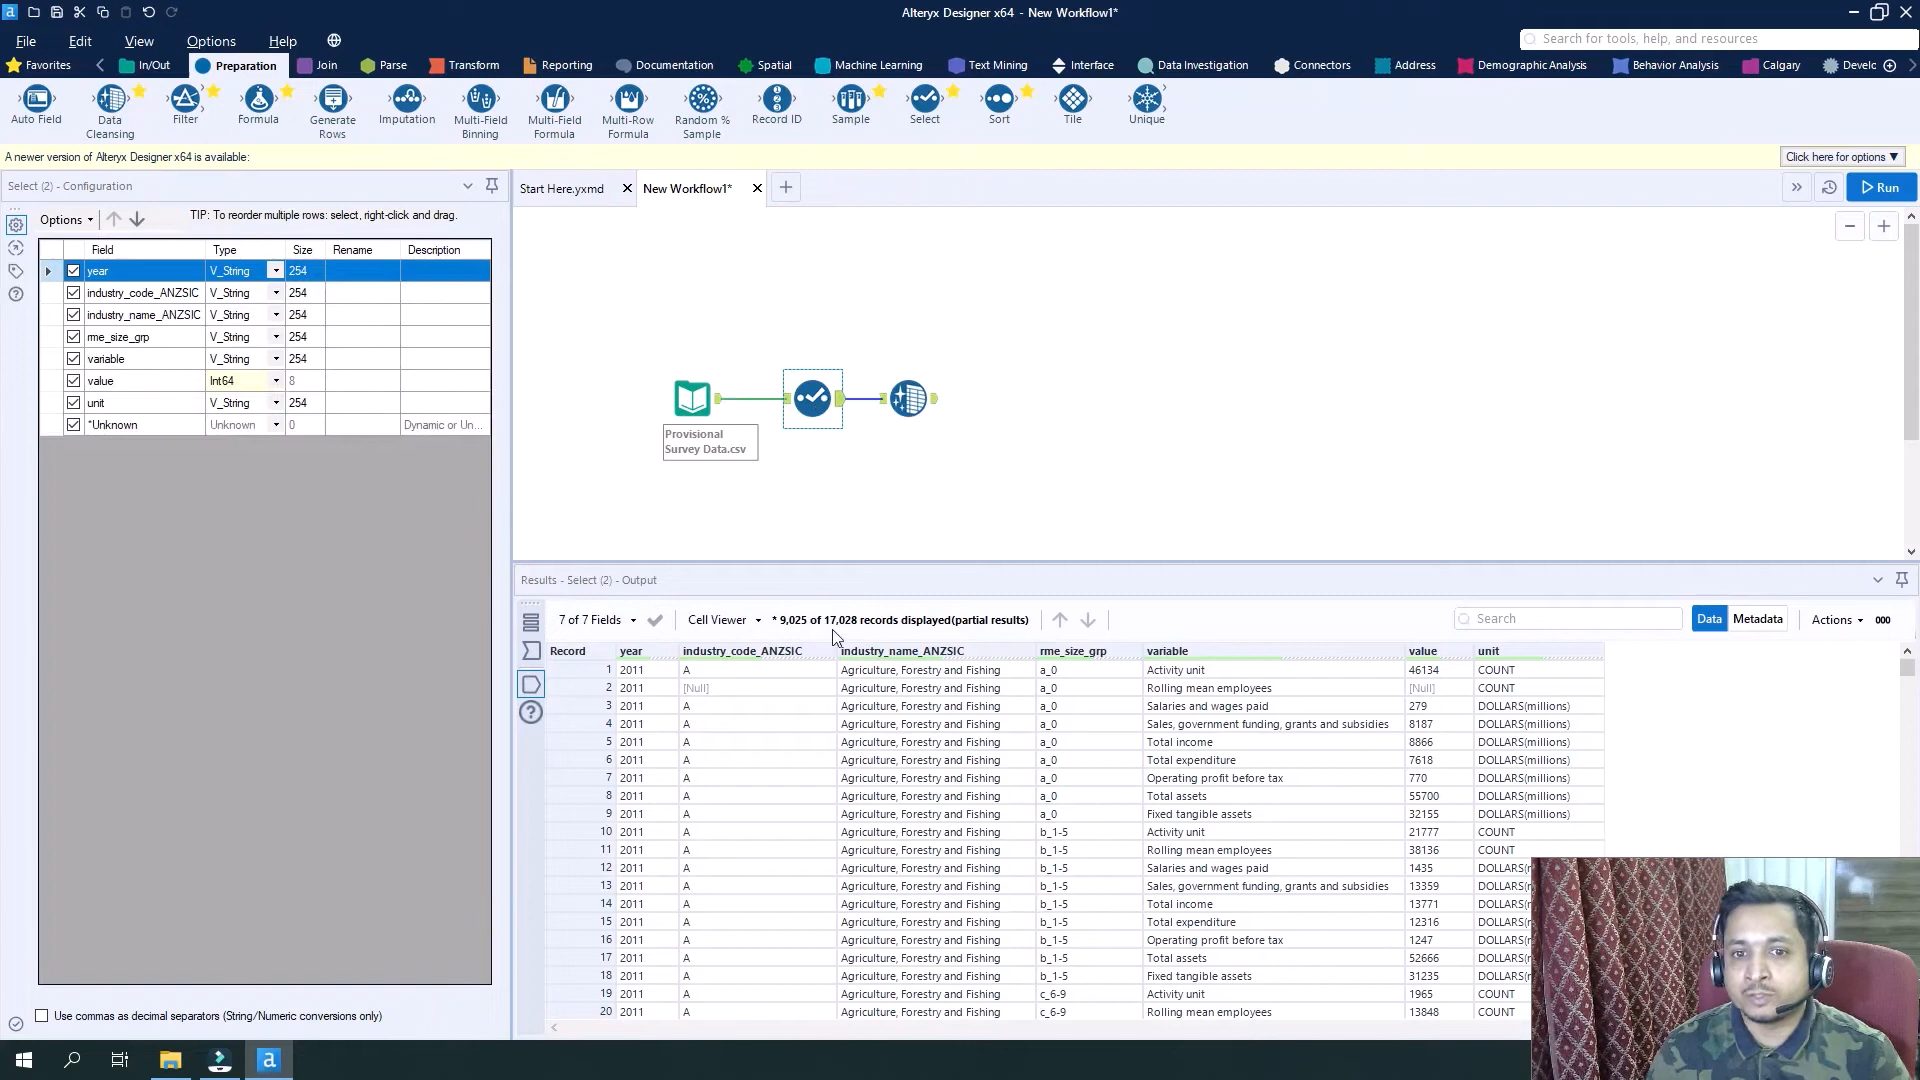 Alteryx Designer x64 - New Workflow1*
File Edit View Options Help
Search for tools, help, and resources
Favorites In/Out Preparation Join Parse Transform Reporting Documentation Spatial Machine Learning Text Mining Interface Data Investigation Connectors Address Demographic Analysis Behavior Analysis Calgary Develc
Auto Field Data Cleansing Filter Formula Generate Rows Imputation Multi-Field Binning Multi-Field Formula Multi-Row Formula Random % Sample Record ID Sample Select Sort Tile Unique
A newer version of Alteryx Designer x64 is available: Click here for options ▼
Select (2) - Configuration
Start Here.yxmd New Workflow1* Run
Options TIP: To reorder multiple rows: select, right-click and drag.
Field Type Size Rename Description
year V_String 254
industry_code_ANZSIC V_String 254
industry_name_ANZSIC V_String 254
rme_size_grp V_String 254
variable V_String 254
value Int64 8
unit V_String 254
*Unknown Unknown 0 Dynamic or Un...
Use commas as decimal separators (String/Numeric conversions only)
Provisional
Survey Data.csv
Results - Select (2) - Output
7 of 7 Fields Cell Viewer * 9,025 of 17,028 records displayed(partial results) Search Data Metadata Actions 000
Record year industry_code_ANZSIC industry_name_ANZSIC rme_size_grp variable value unit
1 2011 A Agriculture, Forestry and Fishing a_0 Activity unit 46134 COUNT
2 2011 [Null] Agriculture, Forestry and Fishing a_0 Rolling mean employees [Null] COUNT
3 2011 A Agriculture, Forestry and Fishing a_0 Salaries and wages paid 279 DOLLARS(millions)
4 2011 A Agriculture, Forestry and Fishing a_0 Sales, government funding, grants and subsidies 8187 DOLLARS(millions)
5 2011 A Agriculture, Forestry and Fishing a_0 Total income 8866 DOLLARS(millions)
6 2011 A Agriculture, Forestry and Fishing a_0 Total expenditure 7618 DOLLARS(millions)
7 2011 A Agriculture, Forestry and Fishing a_0 Operating profit before tax 770 DOLLARS(millions)
8 2011 A Agriculture, Forestry and Fishing a_0 Total assets 55700 DOLLARS(millions)
9 2011 A Agriculture, Forestry and Fishing a_0 Fixed tangible assets 32155 DOLLARS(millions)
10 2011 A Agriculture, Forestry and Fishing b_1-5 Activity unit 21777 COUNT
11 2011 A Agriculture, Forestry and Fishing b_1-5 Rolling mean employees 38136 COUNT
12 2011 A Agriculture, Forestry and Fishing b_1-5 Salaries and wages paid 1435 DOLLARS(
13 2011 A Agriculture, Forestry and Fishing b_1-5 Sales, government funding, grants and subsidies 13359 DOLLARS(
14 2011 A Agriculture, Forestry and Fishing b_1-5 Total income 13771 DOLLARS(
15 2011 A Agriculture, Forestry and Fishing b_1-5 Total expenditure 12316 DOLLARS(
16 2011 A Agriculture, Forestry and Fishing b_1-5 Operating profit before tax 1247 DOLLARS(
17 2011 A Agriculture, Forestry and Fishing b_1-5 Total assets 52666 DOLLARS(
18 2011 A Agriculture, Forestry and Fishing b_1-5 Fixed tangible assets 31235 DOLLARS(
19 2011 A Agriculture, Forestry and Fishing c_6-9 Activity unit 1965 COUNT
20 2011 A Agriculture, Forestry and Fishing c_6-9 Rolling mean employees 13848 COUNT